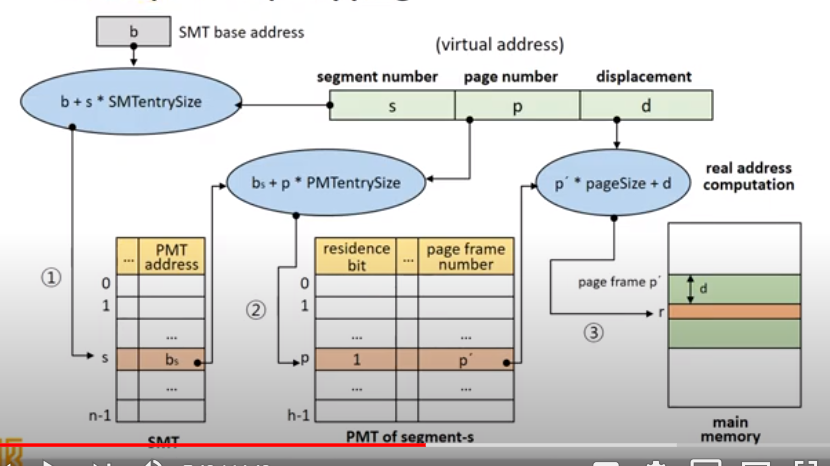 b
SMT base address
(virtual address)
segment number page number displacement
b + s * SMTentrySize
s p d
bs + p * PMTentrySize
p´ * pageSize + d
real address
computation
... PMT
address
residence
bit
... page frame
number
①
0
1
...
s bs
...
n-1
SMT
②
0
1
... ...
p 1 p´
... ...
h-1
PMT of segment-s
page frame p´
d
r
③
main
memory